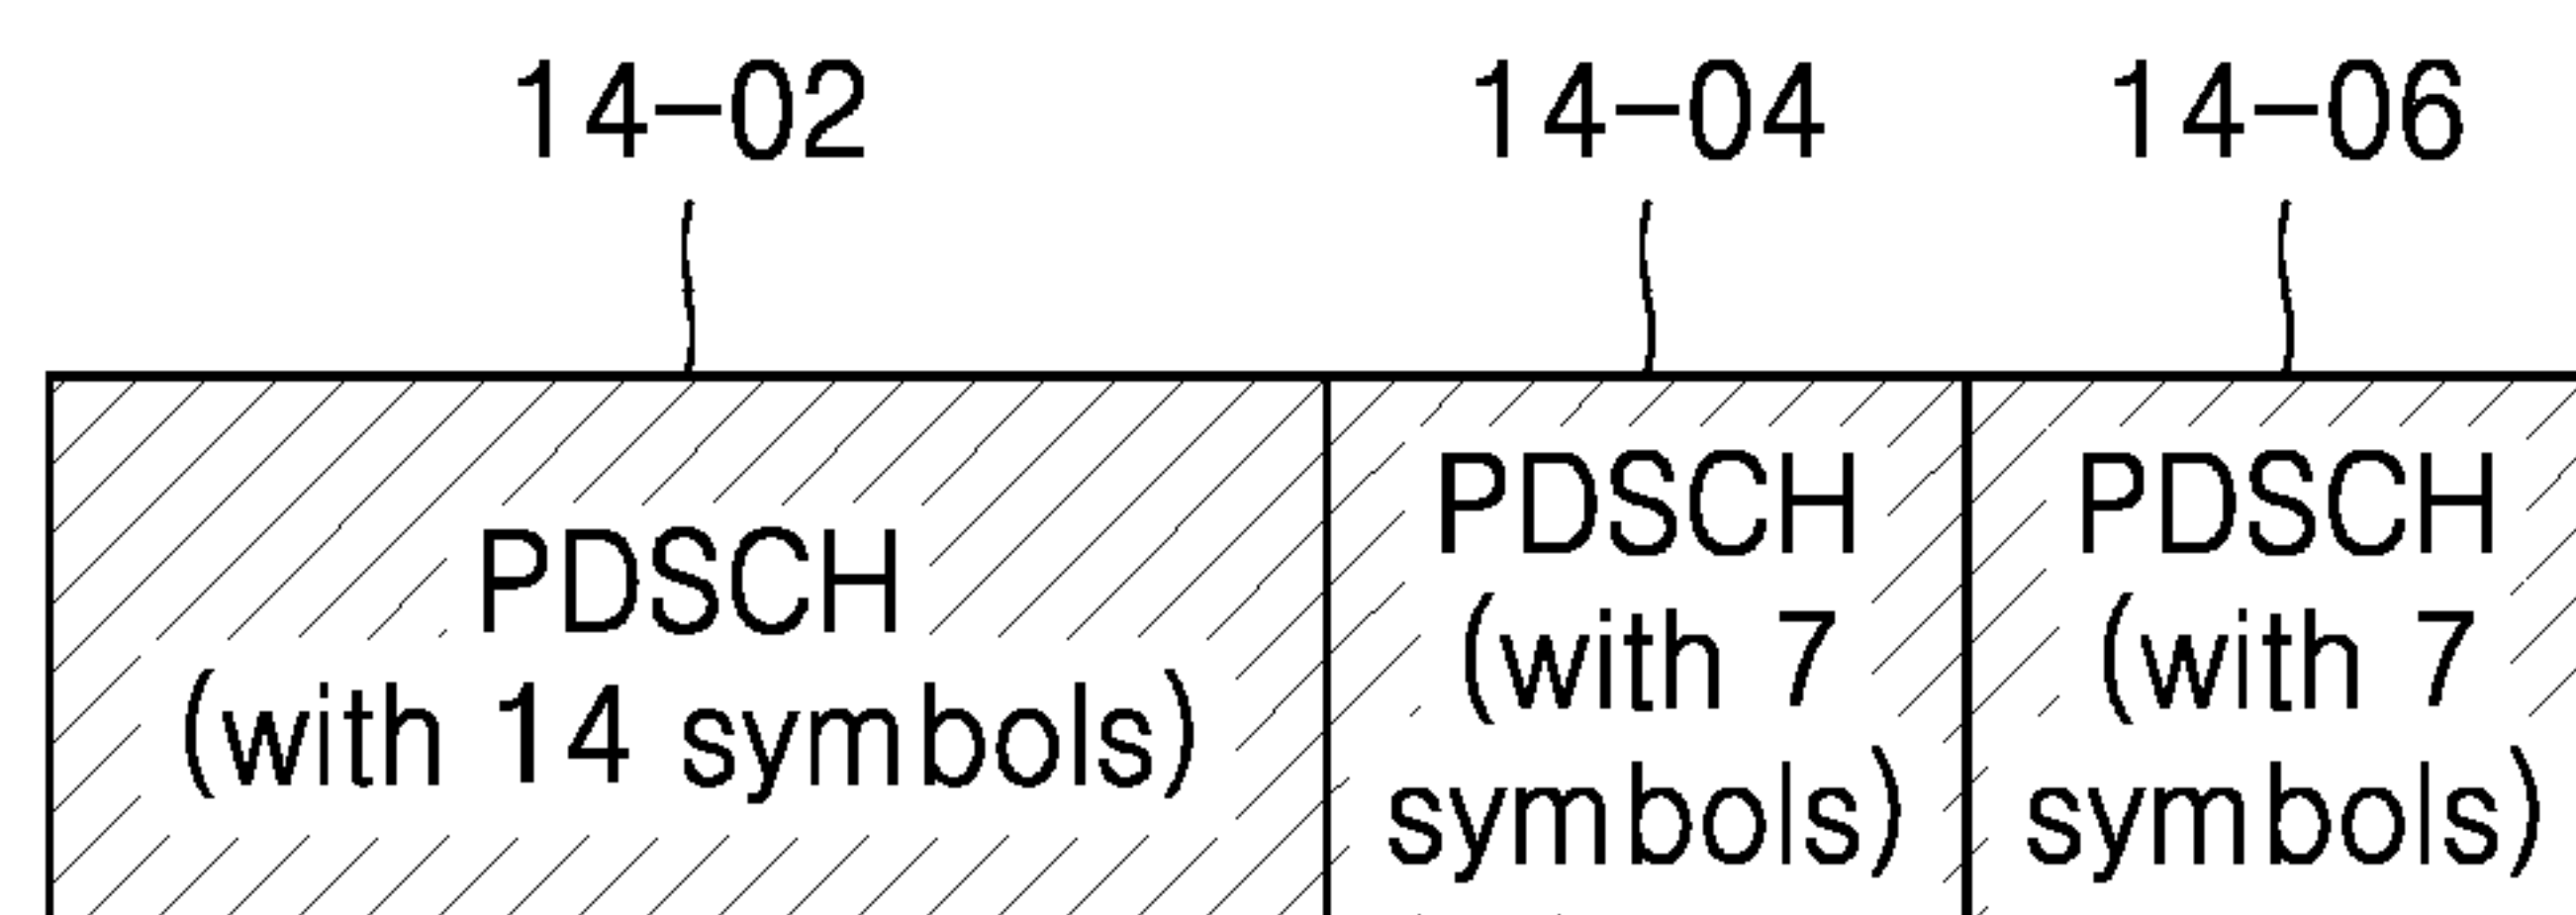 14-02 14-04 14-06
PDSCH
(with 14 symbols)
PDSCH
(with 7
symbols)
PDSCH
(with 7
symbols)